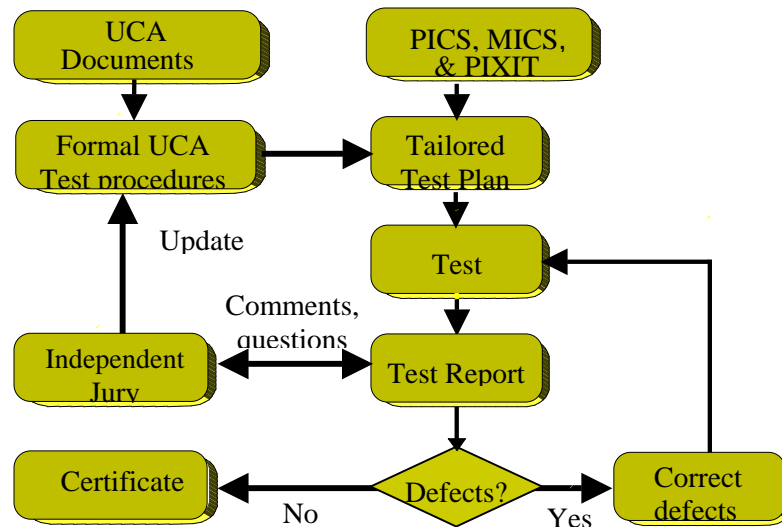 UCA
Documents
PICS, MICS,
& PIXIT
Formal UCA
Test procedures
Tailored
Test Plan
Update
Test
Comments,
questions
Independent
Jury
Test Report
Certificate
Defects?
Correct
defects
No
Yes